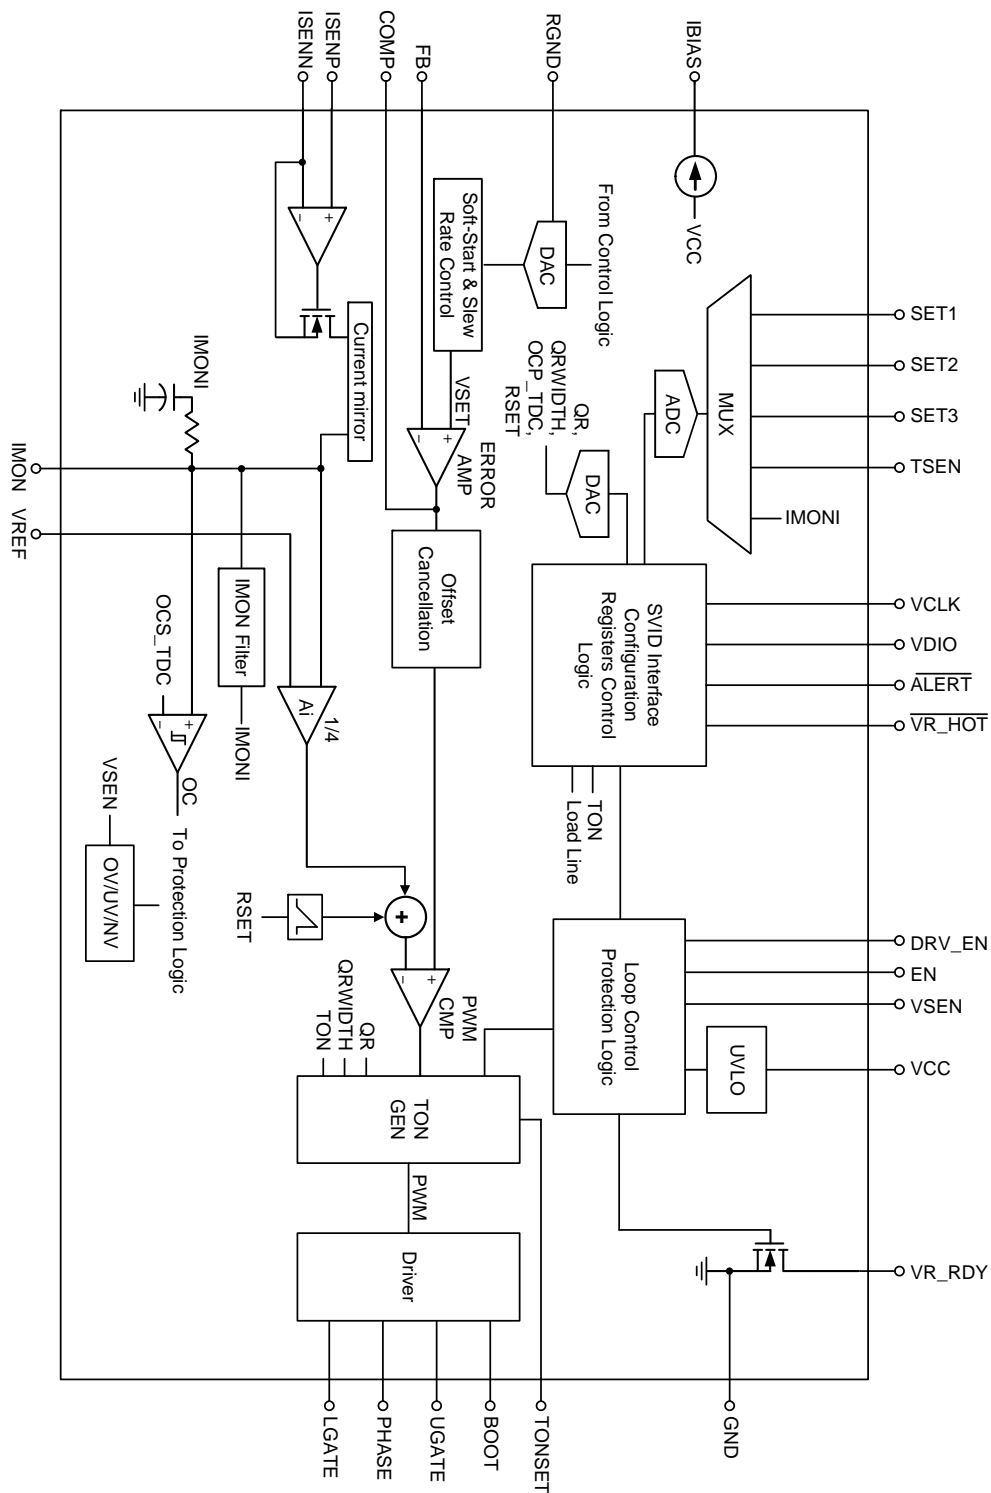 ISENN
ISENP
COMP
FB
RGND
IBIAS
VCC
From Control Logic
DAC
Soft-Start & Slew
Rate Control
VSET
Current mirror
IMONI
IMON
VREF
ERROR
AMP
Offset
Cancellation
QR,
QRWIDTH,
OCP_TDC,
RSET
DAC
ADC
MUX
IMONI
SET1
SET2
SET3
TSEN
VCLK
VDIO
ALERT
VR_HOT
SVID Interface
Configuration
Registers Control
Logic
TON
Load Line
IMON Filter
IMONI
Ai
1/4
OCS_TDC
OC
To Protection Logic
VSEN
OV/UV/NV
RSET
+
+
−
+
−
+
−
+
−
PWM
CMP
QR
QRWIDTH
TON
TON
GEN
PWM
Driver
Loop Control
Protection Logic
UVLO
DRV_EN
EN
VSEN
VCC
VR_RDY
GND
TONSET
BOOT
UGATE
PHASE
LGATE